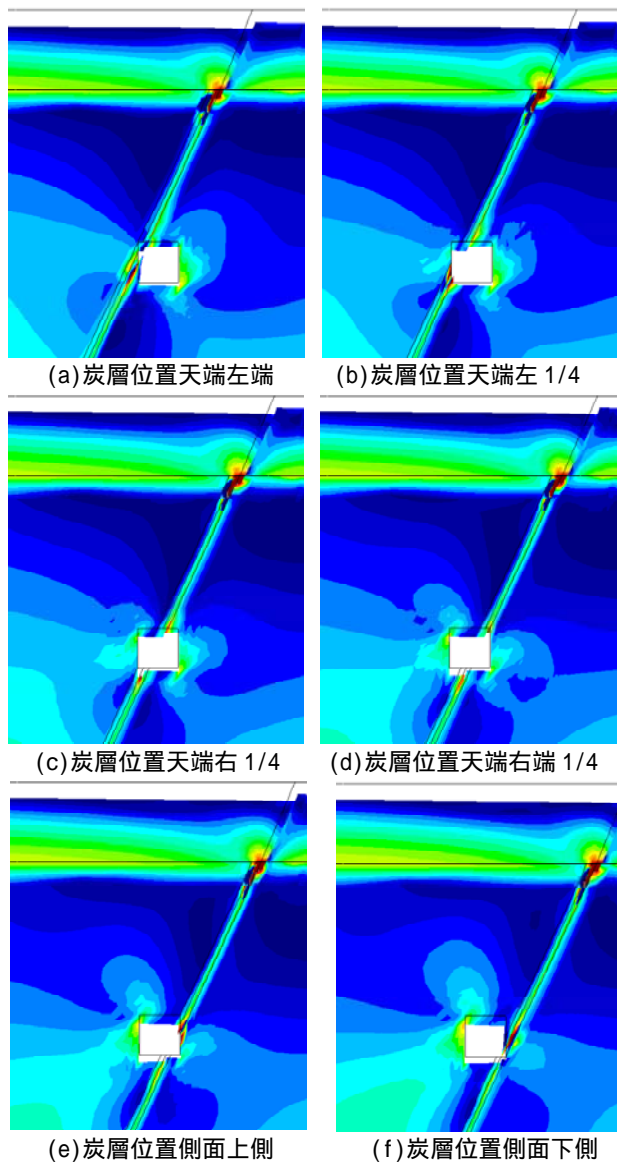 (a)炭層位置天端左端
(b)炭層位置天端左 1/4
(c)炭層位置天端右 1/4
(d)炭層位置天端右端 1/4
(e)炭層位置側面上側
(f)炭層位置側面下側